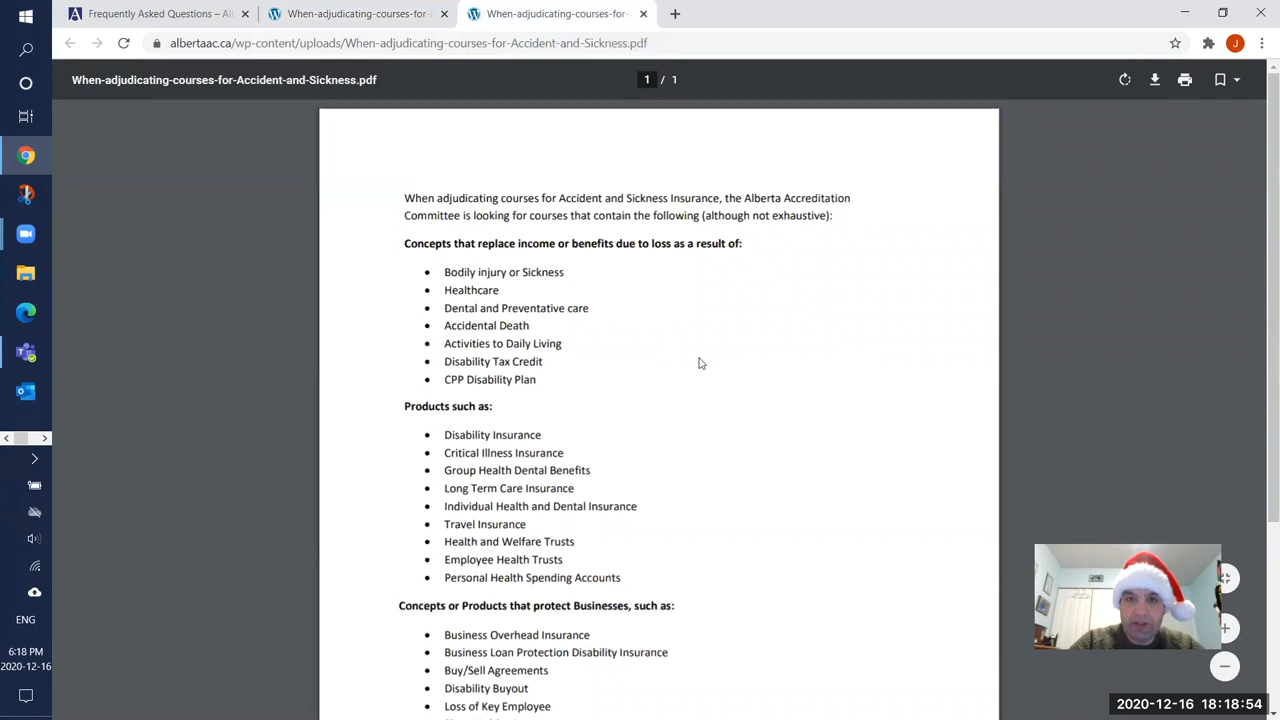 Frequently Asked Questions – Al
When-adjudicating-courses-for-
When-adjudicating-courses-for-
albertaac.ca/wp-content/uploads/When-adjudicating-courses-for-Accident-and-Sickness.pdf
J
When-adjudicating-courses-for-Accident-and-Sickness.pdf
1 / 1
When adjudicating courses for Accident and Sickness Insurance, the Alberta Accreditation
Committee is looking for courses that contain the following (although not exhaustive):
Concepts that replace income or benefits due to loss as a result of:
• Bodily injury or Sickness
• Healthcare
• Dental and Preventative care
• Accidental Death
• Activities to Daily Living
• Disability Tax Credit
• CPP Disability Plan
Products such as:
• Disability Insurance
• Critical Illness Insurance
• Group Health Dental Benefits
• Long Term Care Insurance
• Individual Health and Dental Insurance
• Travel Insurance
• Health and Welfare Trusts
• Employee Health Trusts
• Personal Health Spending Accounts
Concepts or Products that protect Businesses, such as:
• Business Overhead Insurance
• Business Loan Protection Disability Insurance
• Buy/Sell Agreements
• Disability Buyout
• Loss of Key Employee
ENG
6:18 PM
2020-12-16
2020-12-16 18:18:54